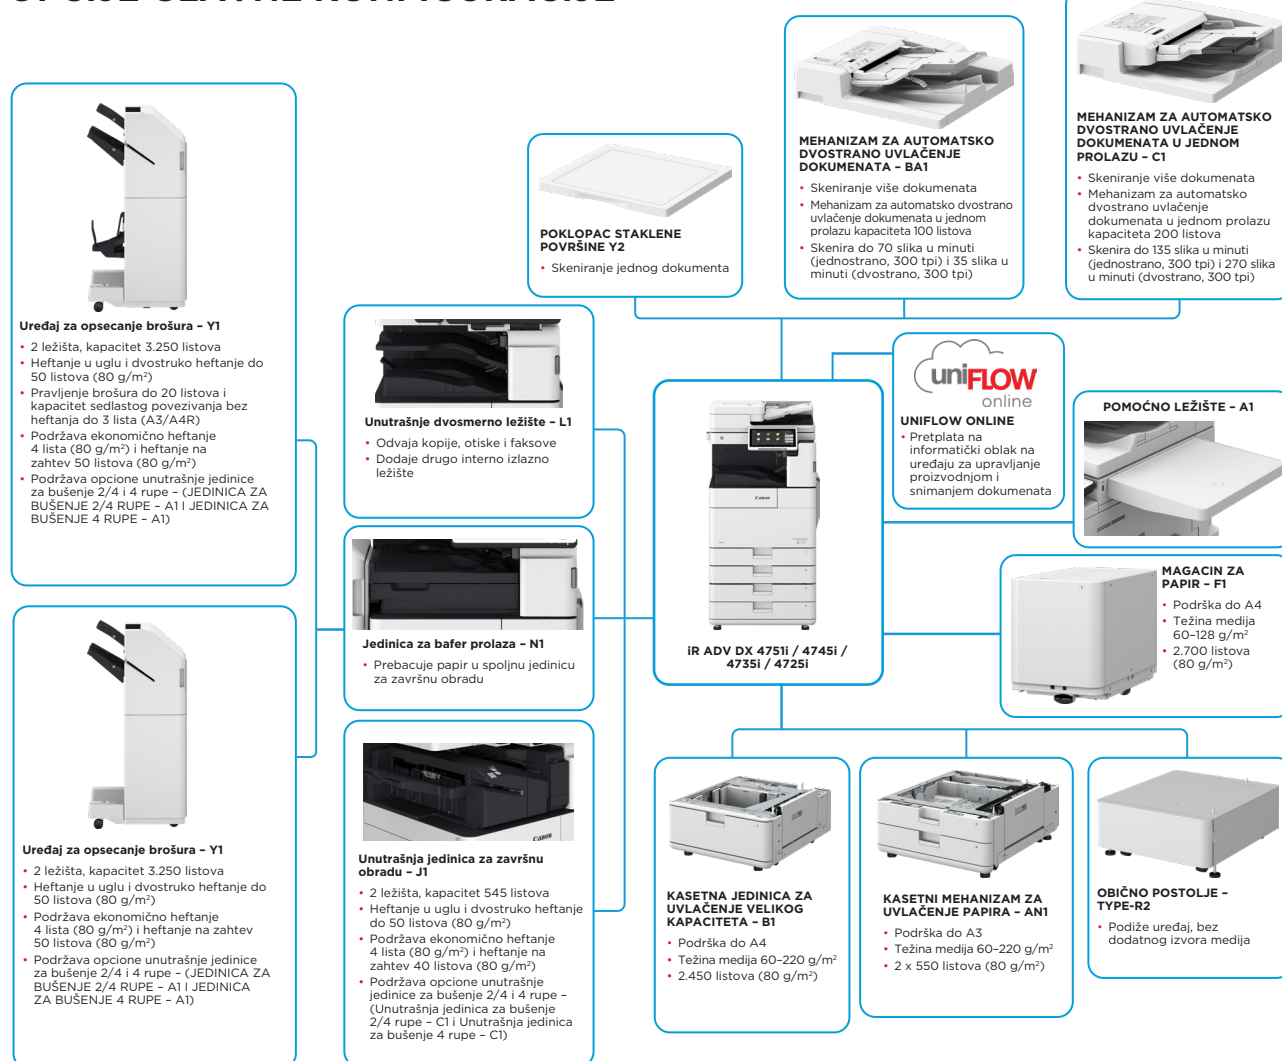 OPCIJE GLAVNE KONFIGURACIJE
Uređaj za opsecanje brošura – Y1
• 2 ležišta, kapacitet 3.250 listova
• Heftanje u uglu i dvostruko heftanje do
50 listova (80 g/m²)
• Pravljenje brošura do 20 listova i
kapacitet sedlastog povezivanja bez
heftanja do 3 lista (A3/A4R)
• Podržava ekonomično heftanje
4 lista (80 g/m²) i heftanje na
zahtev 50 listova (80 g/m²)
• Podržava opcione unutrašnje jedinice
za bušenje 2/4 i 4 rupe – (JEDINICA ZA
BUŠENJE 2/4 RUPE – A1 I JEDINICA ZA
BUŠENJE 4 RUPE – A1)
Uređaj za opsecanje brošura – Y1
• 2 ležišta, kapacitet 3.250 listova
• Heftanje u uglu i dvostruko heftanje do
50 listova (80 g/m²)
• Podržava ekonomično heftanje
4 lista (80 g/m²) i heftanje na zahtev
50 listova (80 g/m²)
• Podržava opcione unutrašnje jedinice
za bušenje 2/4 i 4 rupe – (JEDINICA ZA
BUŠENJE 2/4 RUPE – A1 I JEDINICA
ZA BUŠENJE 4 RUPE – A1)
Unutrašnje dvosmerno ležište – L1
• Odvaja kopije, otiske i faksove
• Dodaje drugo interno izlazno
ležište
Jedinica za bafer prolaza – N1
• Prebacuje papir u spoljnu jedinicu
za završnu obradu
Canon
Unutrašnja jedinica za završnu
obradu – J1
• 2 ležišta, kapacitet 545 listova
• Heftanje u uglu i dvostruko heftanje
do 50 listova (80 g/m²)
• Podržava ekonomično heftanje
4 lista (80 g/m²) i heftanje na
zahtev 40 listova (80 g/m²)
• Podržava opcione unutrašnje
jedinice za bušenje 2/4 i 4 rupe –
(Unutrašnja jedinica za bušenje
2/4 rupe – C1 i Unutrašnja jedinica
za bušenje 4 rupe – C1)
POKLOPAC STAKLENE
POVRŠINE Y2
• Skeniranje jednog dokumenta
MEHANIZAM ZA AUTOMATSKO
DVOSTRANO UVLAČENJE
DOKUMENATA – BA1
• Skeniranje više dokumenata
• Mehanizam za automatsko dvostrano
uvlačenje dokumenata u jednom
prolazu kapaciteta 100 listova
• Skenira do 70 slika u minuti
(jednostrano, 300 tpi) i 35 slika u
minuti (dvostrano, 300 tpi)
MEHANIZAM ZA AUTOMATSKO
DVOSTRANO UVLAČENJE
DOKUMENATA U JEDNOM
PROLAZU – C1
• Skeniranje više dokumenata
• Mehanizam za automatsko
dvostrano uvlačenje
dokumenata u jednom prolazu
kapaciteta 200 listova
• Skenira do 135 slika u minuti
(jednostrano, 300 tpi) i 270 slika
u minuti (dvostrano, 300 tpi)
uniFLOW
online
UNIFLOW ONLINE
• Pretplata na
informatički oblak na
uređaju za upravljanje
proizvodnjom i
snimanjem dokumenata
Canon
iR ADV DX 4751i / 4745i /
4735i / 4725i
POMOĆNO LEŽIŠTE – A1
MAGACIN ZA
PAPIR – F1
• Podrška do A4
• Težina medija
60–128 g/m²
• 2.700 listova
(80 g/m²)
KASETNA JEDINICA ZA
UVLAČENJE VELIKOG
KAPACITETA – B1
• Podrška do A4
• Težina medija 60–220 g/m²
• 2.450 listova (80 g/m²)
KASETNI MEHANIZAM ZA
UVLAČENJE PAPIRA – AN1
• Podrška do A3
• Težina medija 60–220 g/m²
• 2 x 550 listova (80 g/m²)
OBIČNO POSTOLJE –
TYPE-R2
• Podiže uređaj, bez
dodatnog izvora medija